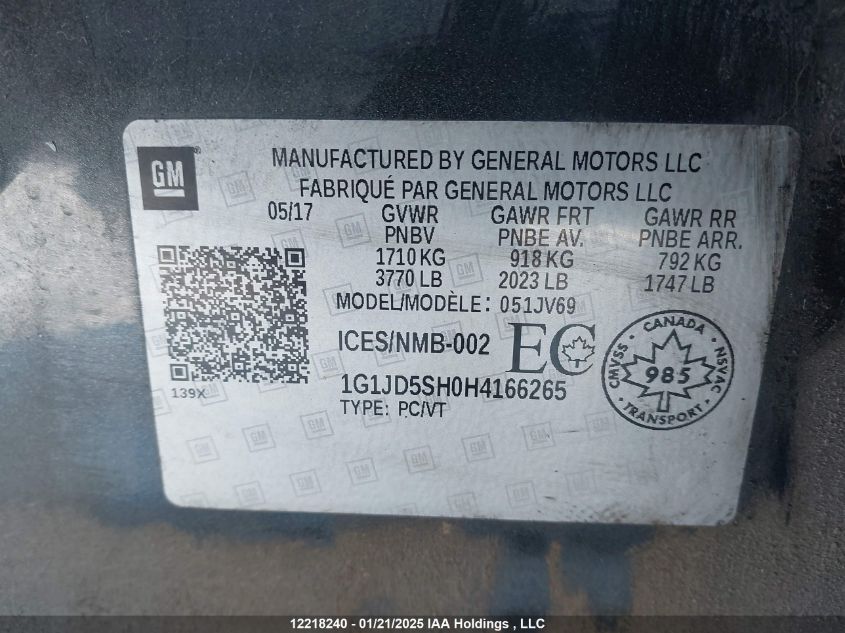 GM
MANUFACTURED BY GENERAL MOTORS LLC
FABRIQUÉ PAR GENERAL MOTORS LLC
05/17 GVWR GAWR FRT GAWR RR
PNBV PNBE AV. PNBE ARR.
1710 KG 918 KG 792 KG
3770 LB 2023 LB 1747 LB
MODEL/MODÈLE: 051JV69
ICES/NMB-002 EC
1G1JD5SH0H4166265
TYPE: PC/VT
139X
CANADA
CMVSS 985 NSVAC
TRANSPORT
12218240 - 01/21/2025 IAA Holdings , LLC